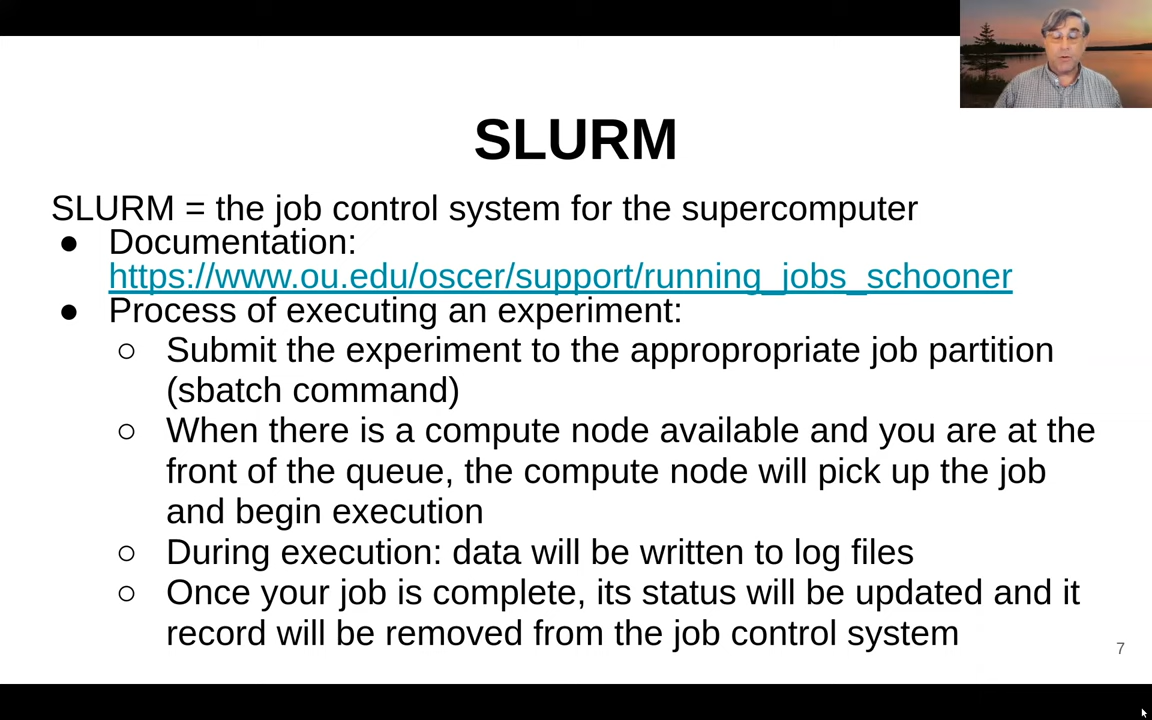 SLURM
SLURM = the job control system for the supercomputer
● Documentation:
https://www.ou.edu/oscer/support/running_jobs_schooner
● Process of executing an experiment:
○ Submit the experiment to the appropropriate job partition
(sbatch command)
○ When there is a compute node available and you are at the
front of the queue, the compute node will pick up the job
and begin execution
○ During execution: data will be written to log files
○ Once your job is complete, its status will be updated and it
record will be removed from the job control system
7